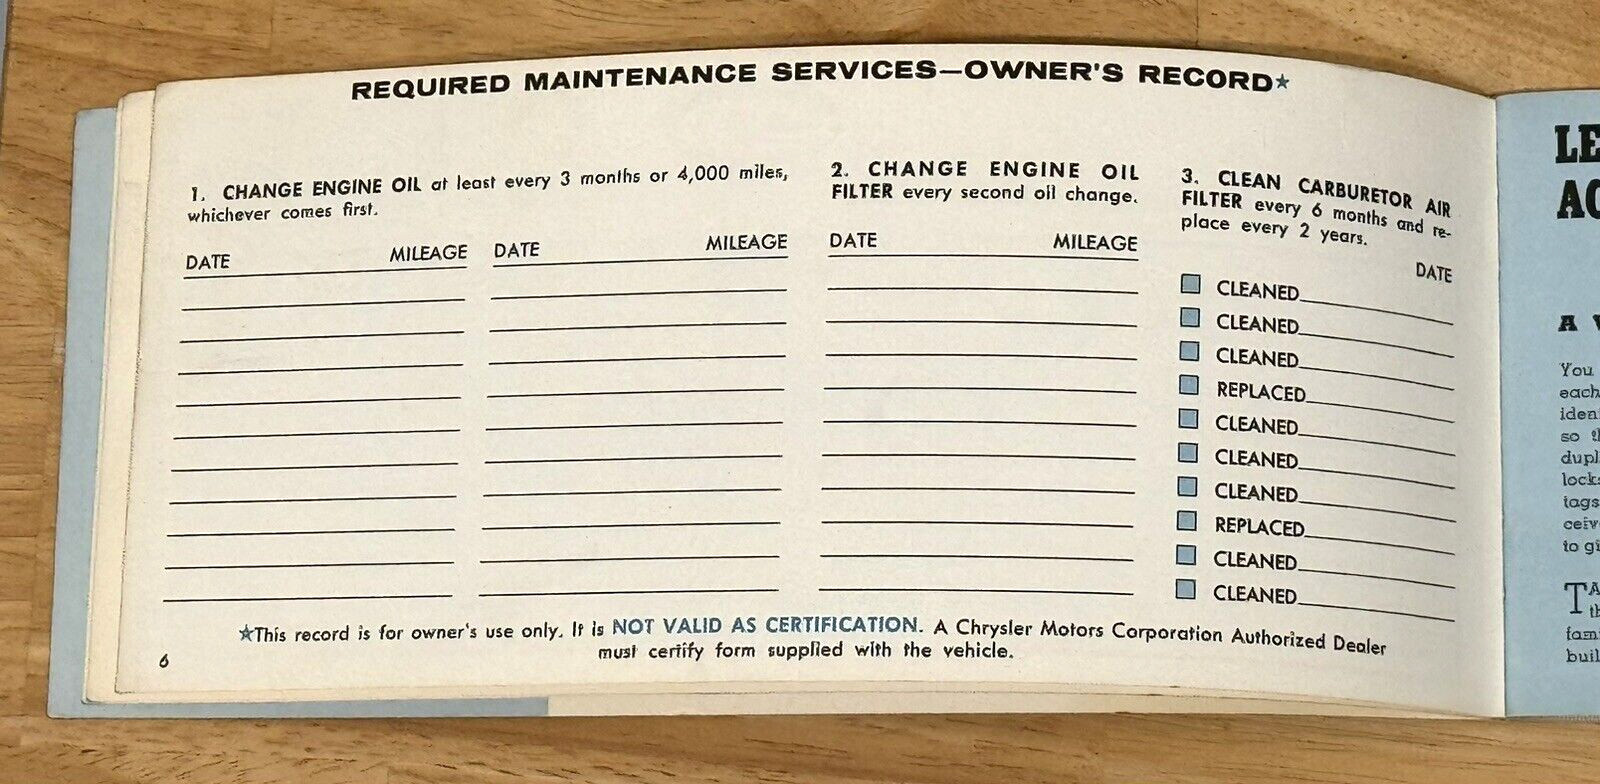 REQUIRED MAINTENANCE SERVICES—OWNER'S RECORD★
1. CHANGE ENGINE OIL at least every 3 months or 4,000 miles,
whichever comes first.
DATE MILEAGE DATE MILEAGE
2. CHANGE ENGINE OIL
FILTER every second oil change.
DATE MILEAGE
3. CLEAN CARBURETOR AIR
FILTER every 6 months and re-
place every 2 years.
DATE
CLEANED
CLEANED
CLEANED
REPLACED
CLEANED
CLEANED
CLEANED
REPLACED
CLEANED
CLEANED
★This record is for owner's use only. It is NOT VALID AS CERTIFICATION. A Chrysler Motors Corporation Authorized Dealer
must certify form supplied with the vehicle.
6
A
You
each
so
to